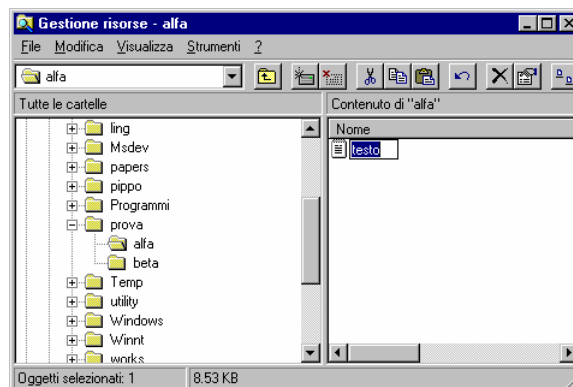 Gestione risorse - alfa
File Modifica Visualizza Strumenti ?
alfa
Tutte le cartelle
Contenuto di "alfa"
ling
Msdev
papers
pippo
Programmi
prova
alfa
beta
Temp
utility
Windows
Winnt
works
Nome
testo
Oggetti selezionati: 1
8.53 KB